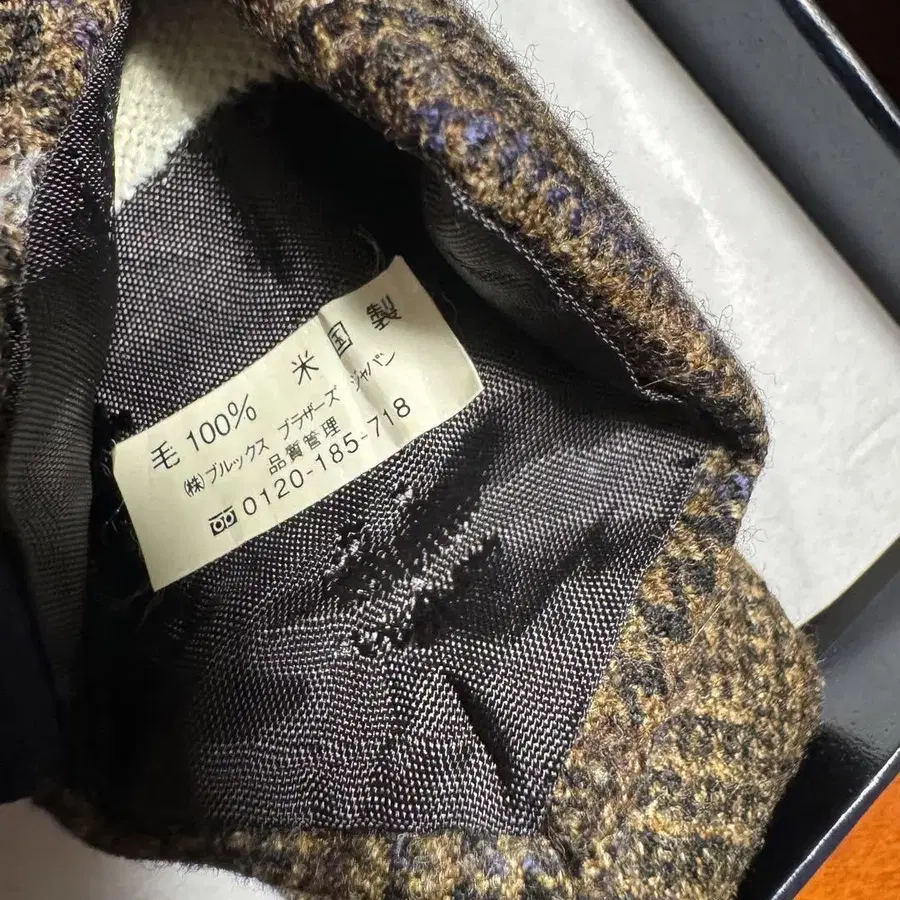 毛 100% 米国製
㈱ブルックス ブラザーズ ジャパン
品質管理
0120-185-718